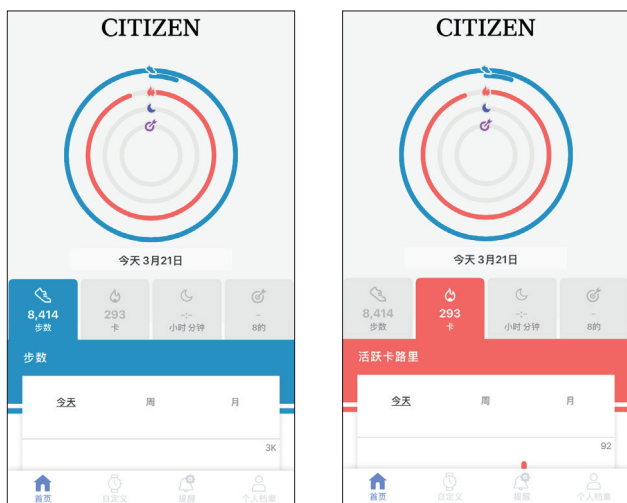 CITIZEN
今天 3月21日
8,414 293 -:- -
步数 卡 小时 分钟 8的
步数
今天 周 月
3K
首页 自定义 提醒 个人档案
CITIZEN
今天 3月21日
8,414 293 -:- -
步数 卡 小时 分钟 8的
活跃卡路里
今天 周 月
92
首页 自定义 提醒 个人档案